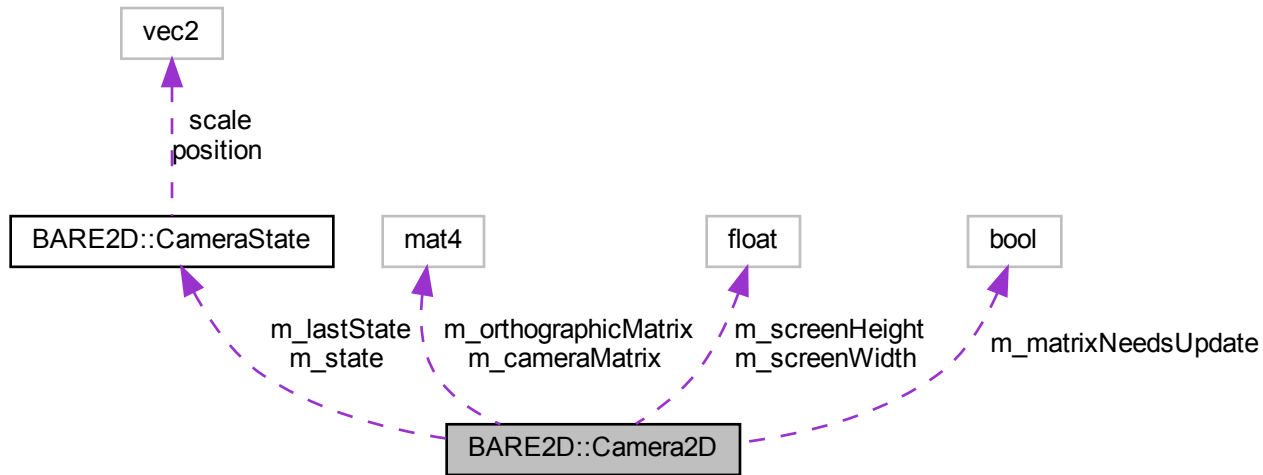 vec2
scale
position
BARE2D::CameraState
mat4
float
bool
m_lastState
m_state
m_orthographicMatrix
m_cameraMatrix
m_screenHeight
m_screenWidth
m_matrixNeedsUpdate
BARE2D::Camera2D